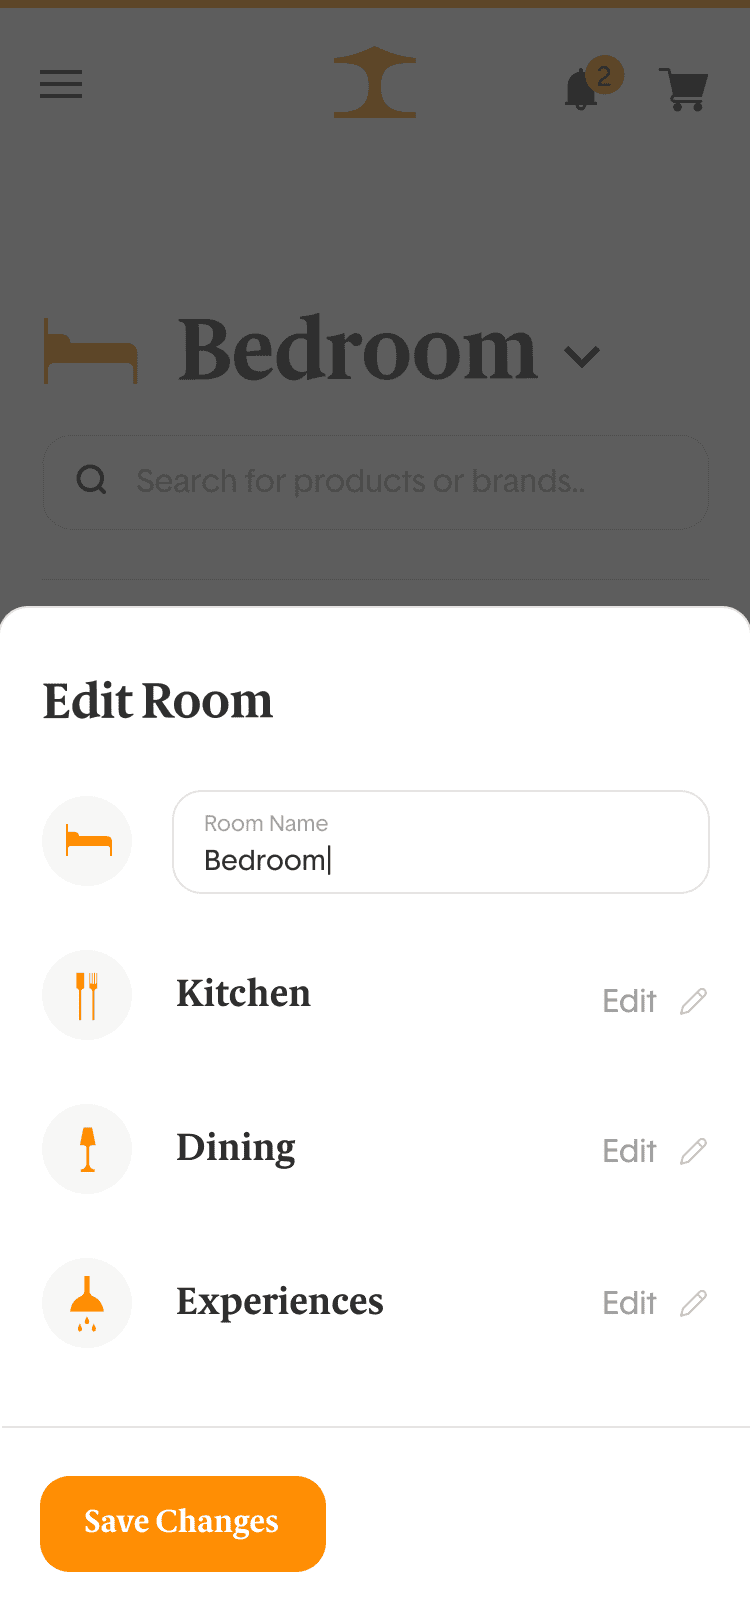 2
Bedroom
Search for products or brands..
Edit Room
Room Name
Bedroom
Kitchen
Edit
Dining
Edit
Experiences
Edit
Save Changes